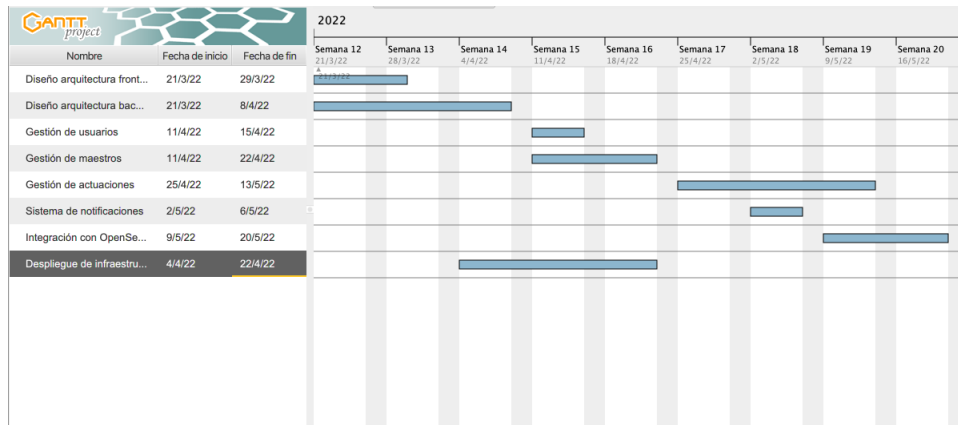 GANTT
project
2022
Nombre Fecha de inicio Fecha de fin
Semana 12 Semana 13 Semana 14 Semana 15 Semana 16 Semana 17 Semana 18 Semana 19 Semana 20
21/3/22 28/3/22 4/4/22 11/4/22 18/4/22 25/4/22 2/5/22 9/5/22 16/5/22
21/3/22
Diseño arquitectura front... 21/3/22 29/3/22
Diseño arquitectura bac... 21/3/22 8/4/22
Gestión de usuarios 11/4/22 15/4/22
Gestión de maestros 11/4/22 22/4/22
Gestión de actuaciones 25/4/22 13/5/22
Sistema de notificaciones 2/5/22 6/5/22
Integración con OpenSe... 9/5/22 20/5/22
Despliegue de infraestru... 4/4/22 22/4/22